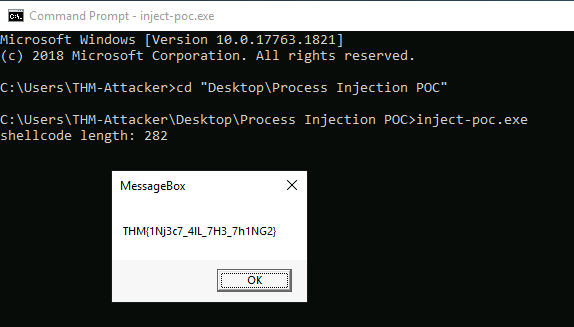 Command Prompt - inject-poc.exe
Microsoft Windows [Version 10.0.17763.1821]
(c) 2018 Microsoft Corporation. All rights reserved.
C:\Users\THM-Attacker>cd "Desktop\Process Injection POC"
C:\Users\THM-Attacker\Desktop\Process Injection POC>inject-poc.exe
shellcode length: 282
MessageBox
THM{1Nj3c7_4lL_7H3_7h1NG2}
OK